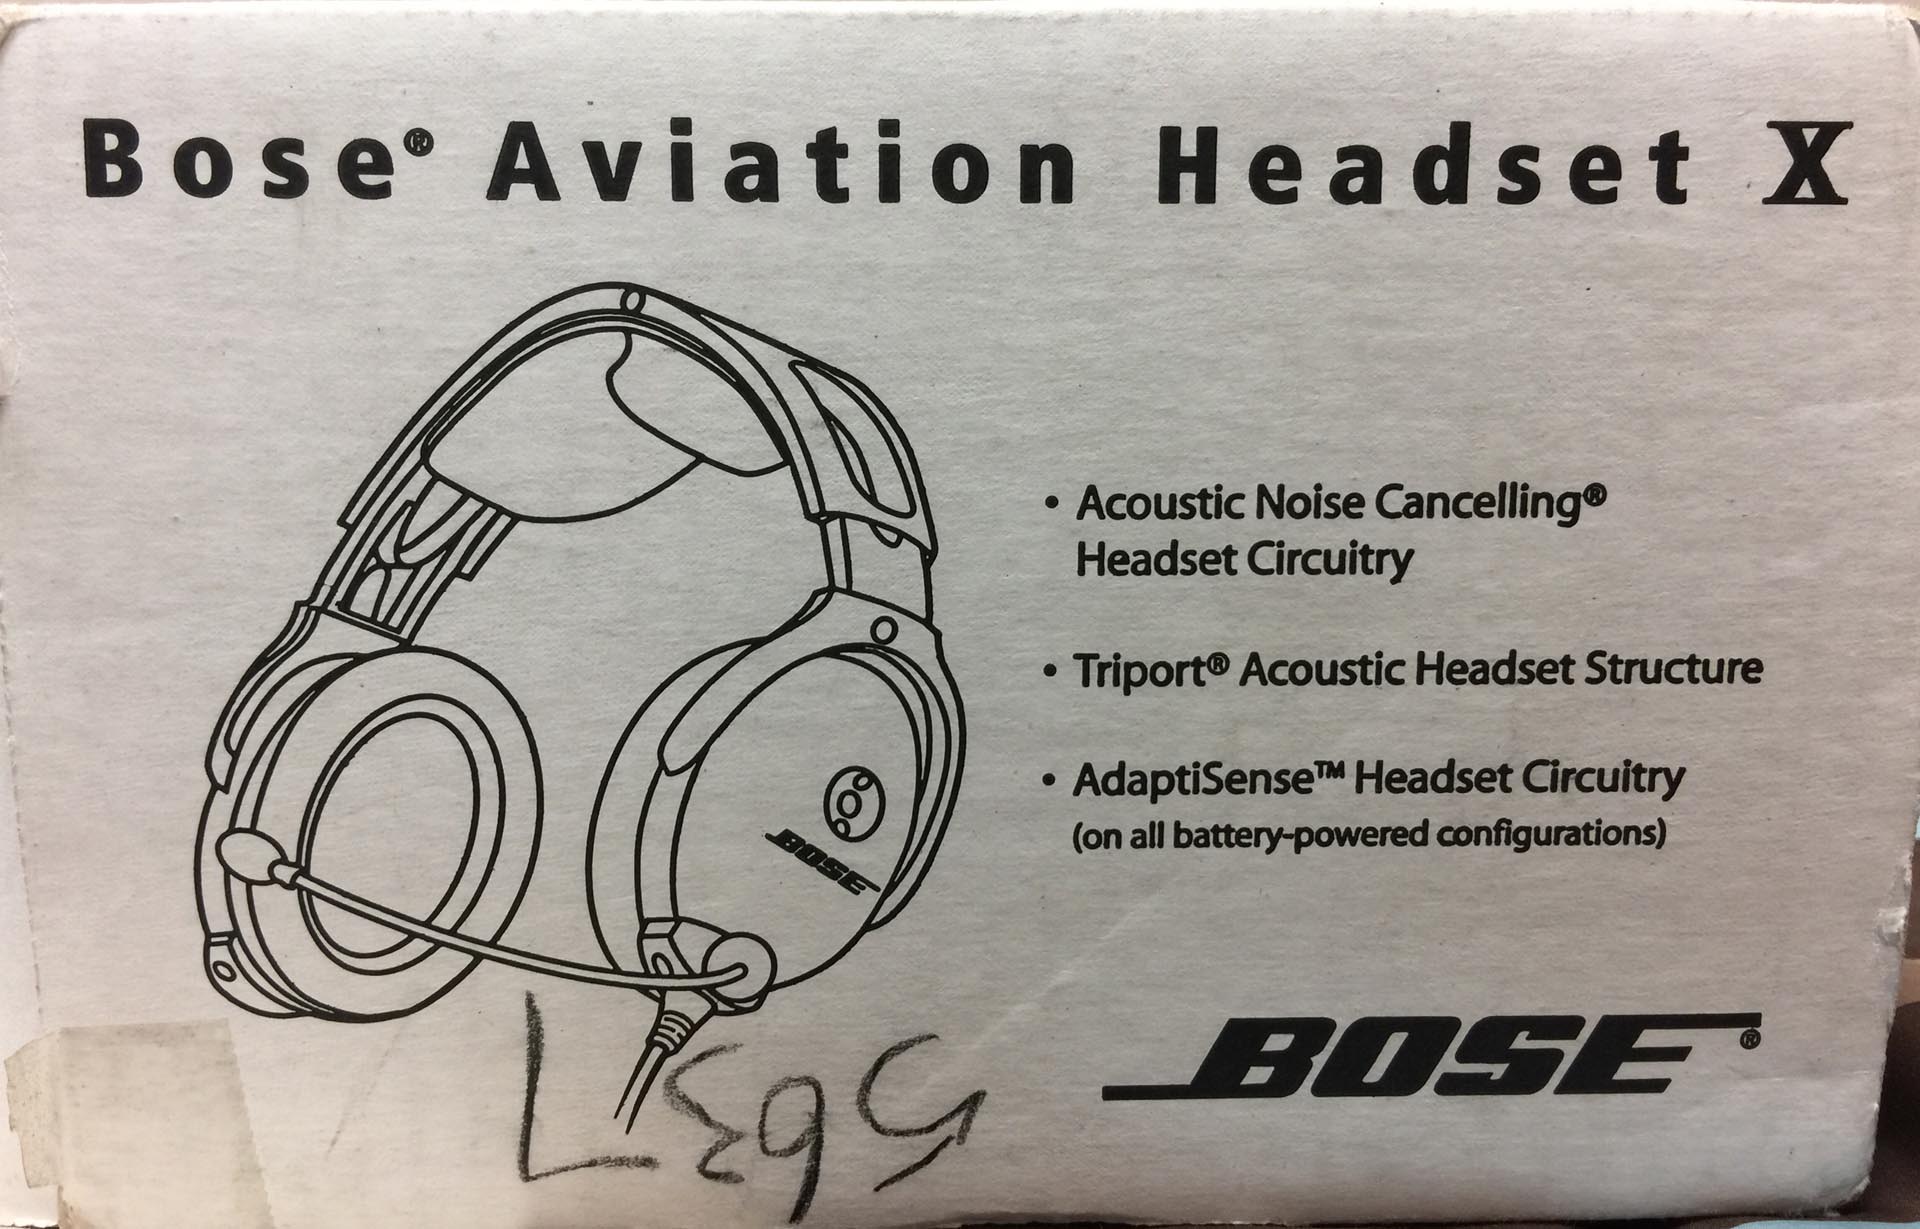 Bose® Aviation Headset X
• Acoustic Noise Cancelling®
Headset Circuitry
• Triport® Acoustic Headset Structure
• AdaptiSense™ Headset Circuitry
(on all battery-powered configurations)
BOSE
BOSE®